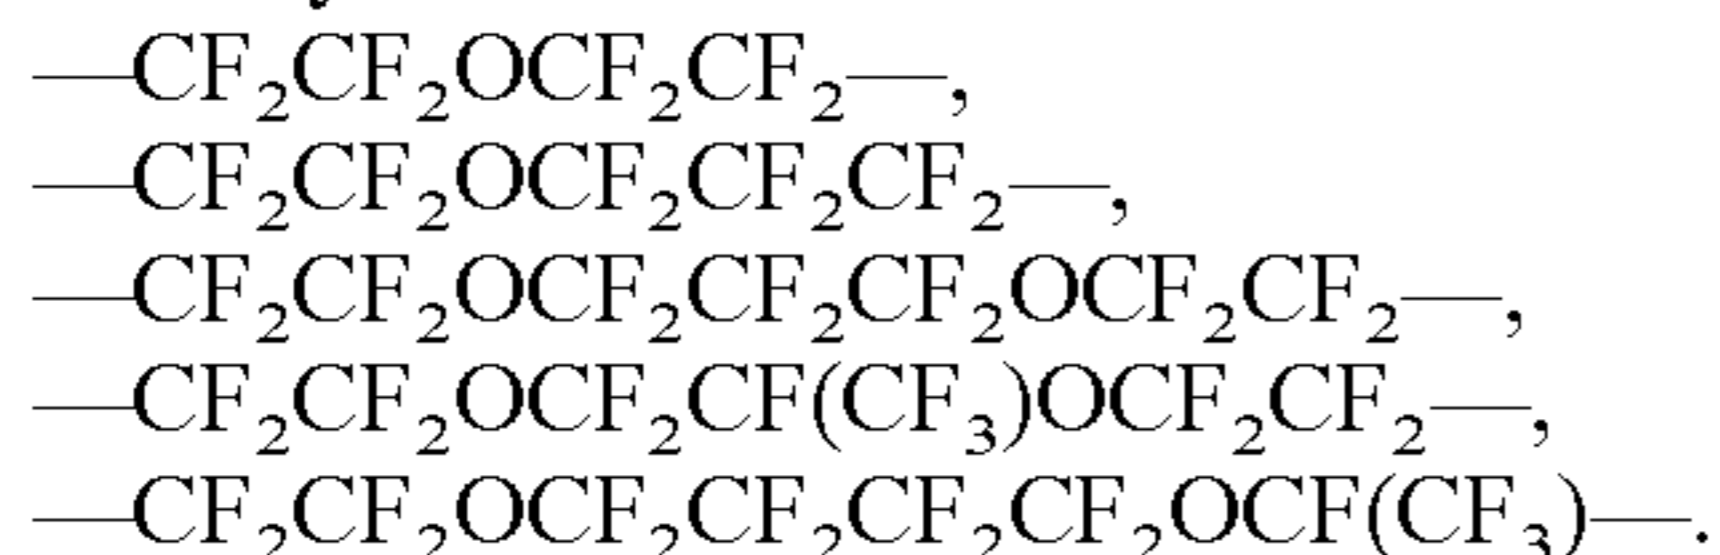 —CF₂CF₂OCF₂CF₂—,
—CF₂CF₂OCF₂CF₂CF₂—,
—CF₂CF₂OCF₂CF₂CF₂OCF₂CF₂—,
—CF₂CF₂OCF₂CF(CF₃)OCF₂CF₂—,
—CF₂CF₂OCF₂CF₂CF₂CF₂OCF(CF₃)—.